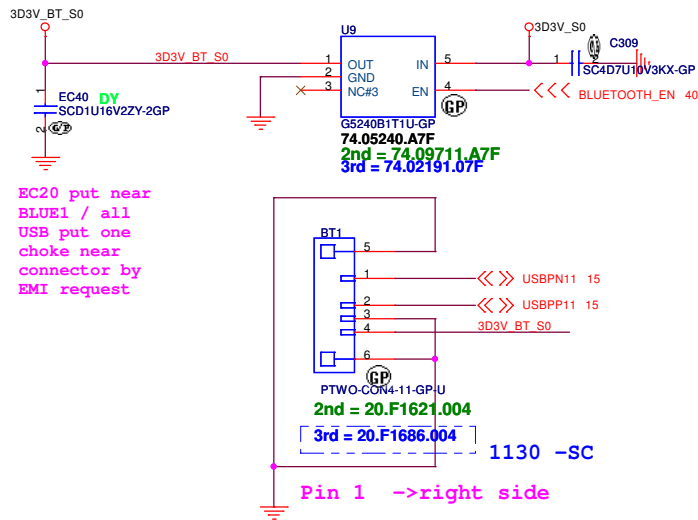 3D3V_BT_S0
3D3V_S0
U9
3D3V_BT_S0
C309
1 OUT IN 5
2 GND
3 NC#3 EN 4
1 2
SC4D7U10V3KX-GP
BLUETOOTH_EN 40
GP
1
EC40 DY
SCD1U16V2ZY-2GP
2
GP
G5240B1T1U-GP
74.05240.A7F
2nd = 74.09711.A7F
3rd = 74.02191.07F
EC20 put near
BLUE1 / all
USB put one
choke near
connector by
EMI request
BT1
5
1
USBPN11 15
2
USBPP11 15
3
4
3D3V_BT_S0
6
GP
PTWO-CON4-11-GP-U
2nd = 20.F1621.004
3rd = 20.F1686.004
1130 -SC
Pin 1 ->right side